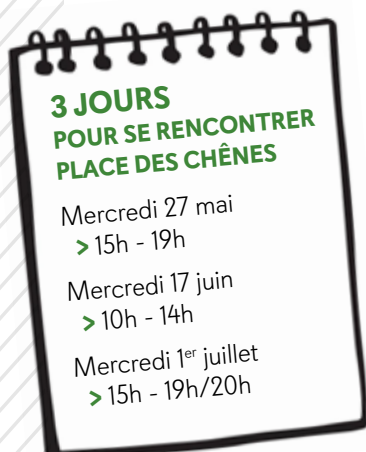 3 JOURS
POUR SE RENCONTRER
PLACE DES CHÊNES
Mercredi 27 mai
> 15h - 19h
Mercredi 17 juin
> 10h - 14h
Mercredi 1er juillet
> 15h - 19h/20h